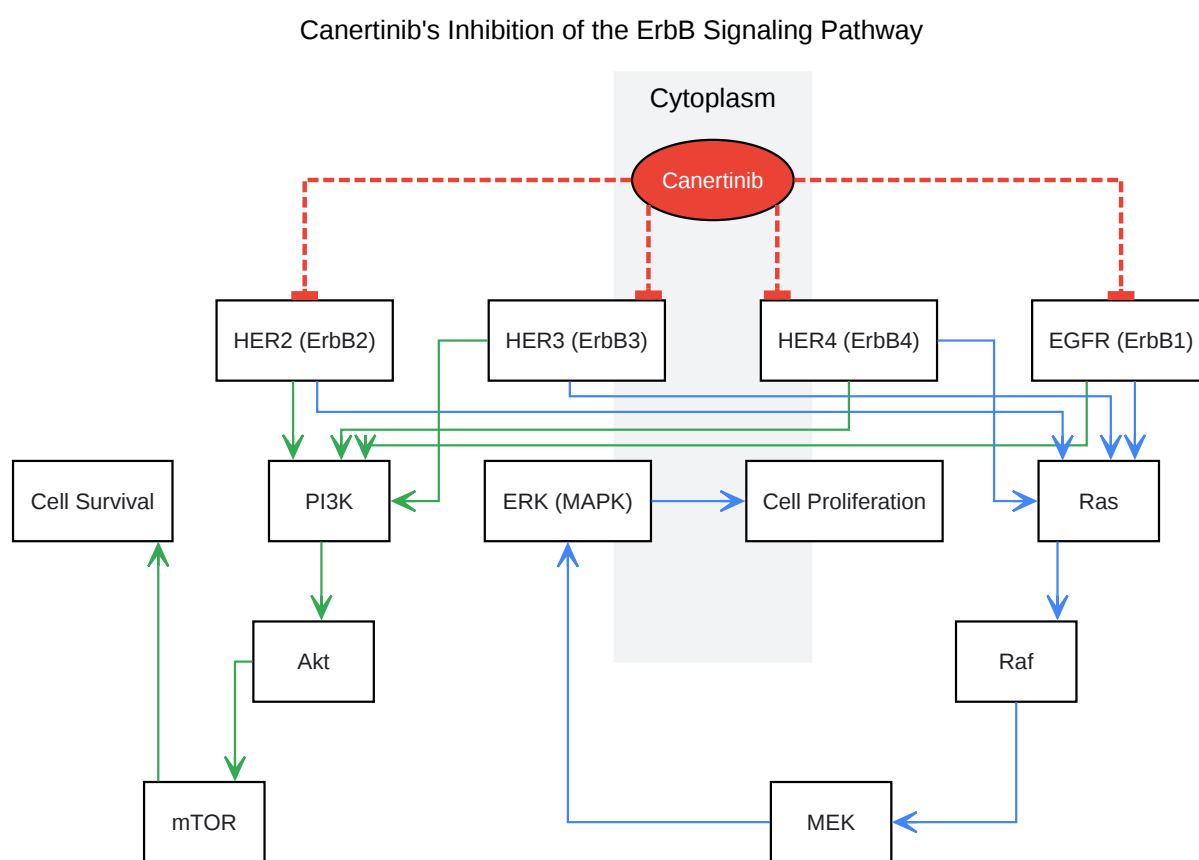 Canertinib's Inhibition of the ErbB Signaling Pathway
Cytoplasm
Canertinib
HER2 (ErbB2)
HER3 (ErbB3)
HER4 (ErbB4)
EGFR (ErbB1)
Cell Survival
PI3K
ERK (MAPK)
Cell Proliferation
Ras
Akt
Raf
mTOR
MEK